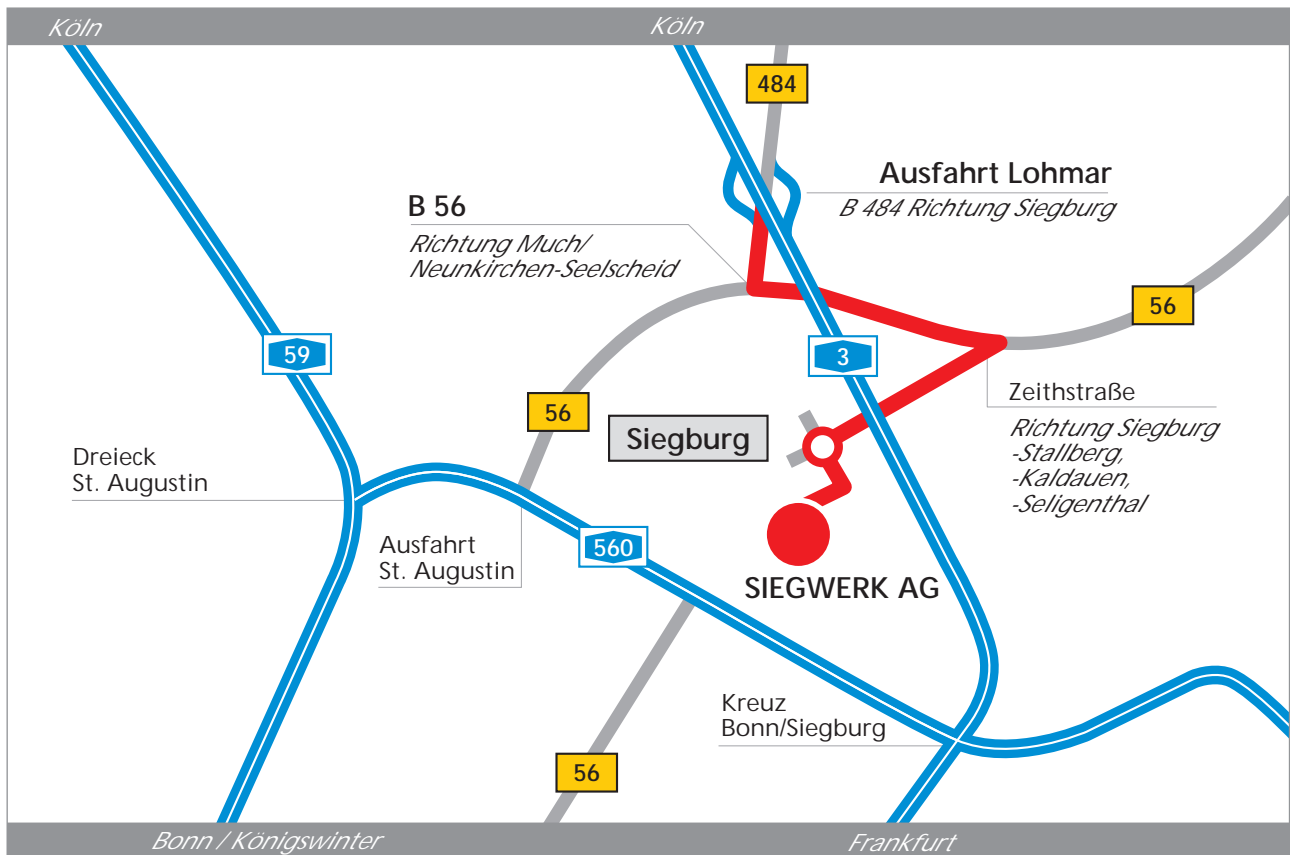 Köln
Köln
484
Ausfahrt Lohmar
B 484 Richtung Siegburg
B 56
Richtung Much/
Neunkirchen-Seelscheid
56
59
3
Zeithstraße
Richtung Siegburg
-Stallberg,
-Kaldauen,
-Seligenthal
56
Siegburg
Dreieck
St. Augustin
Ausfahrt
St. Augustin
560
SIEGWERK AG
Kreuz
Bonn/Siegburg
56
Bonn / Königswinter
Frankfurt